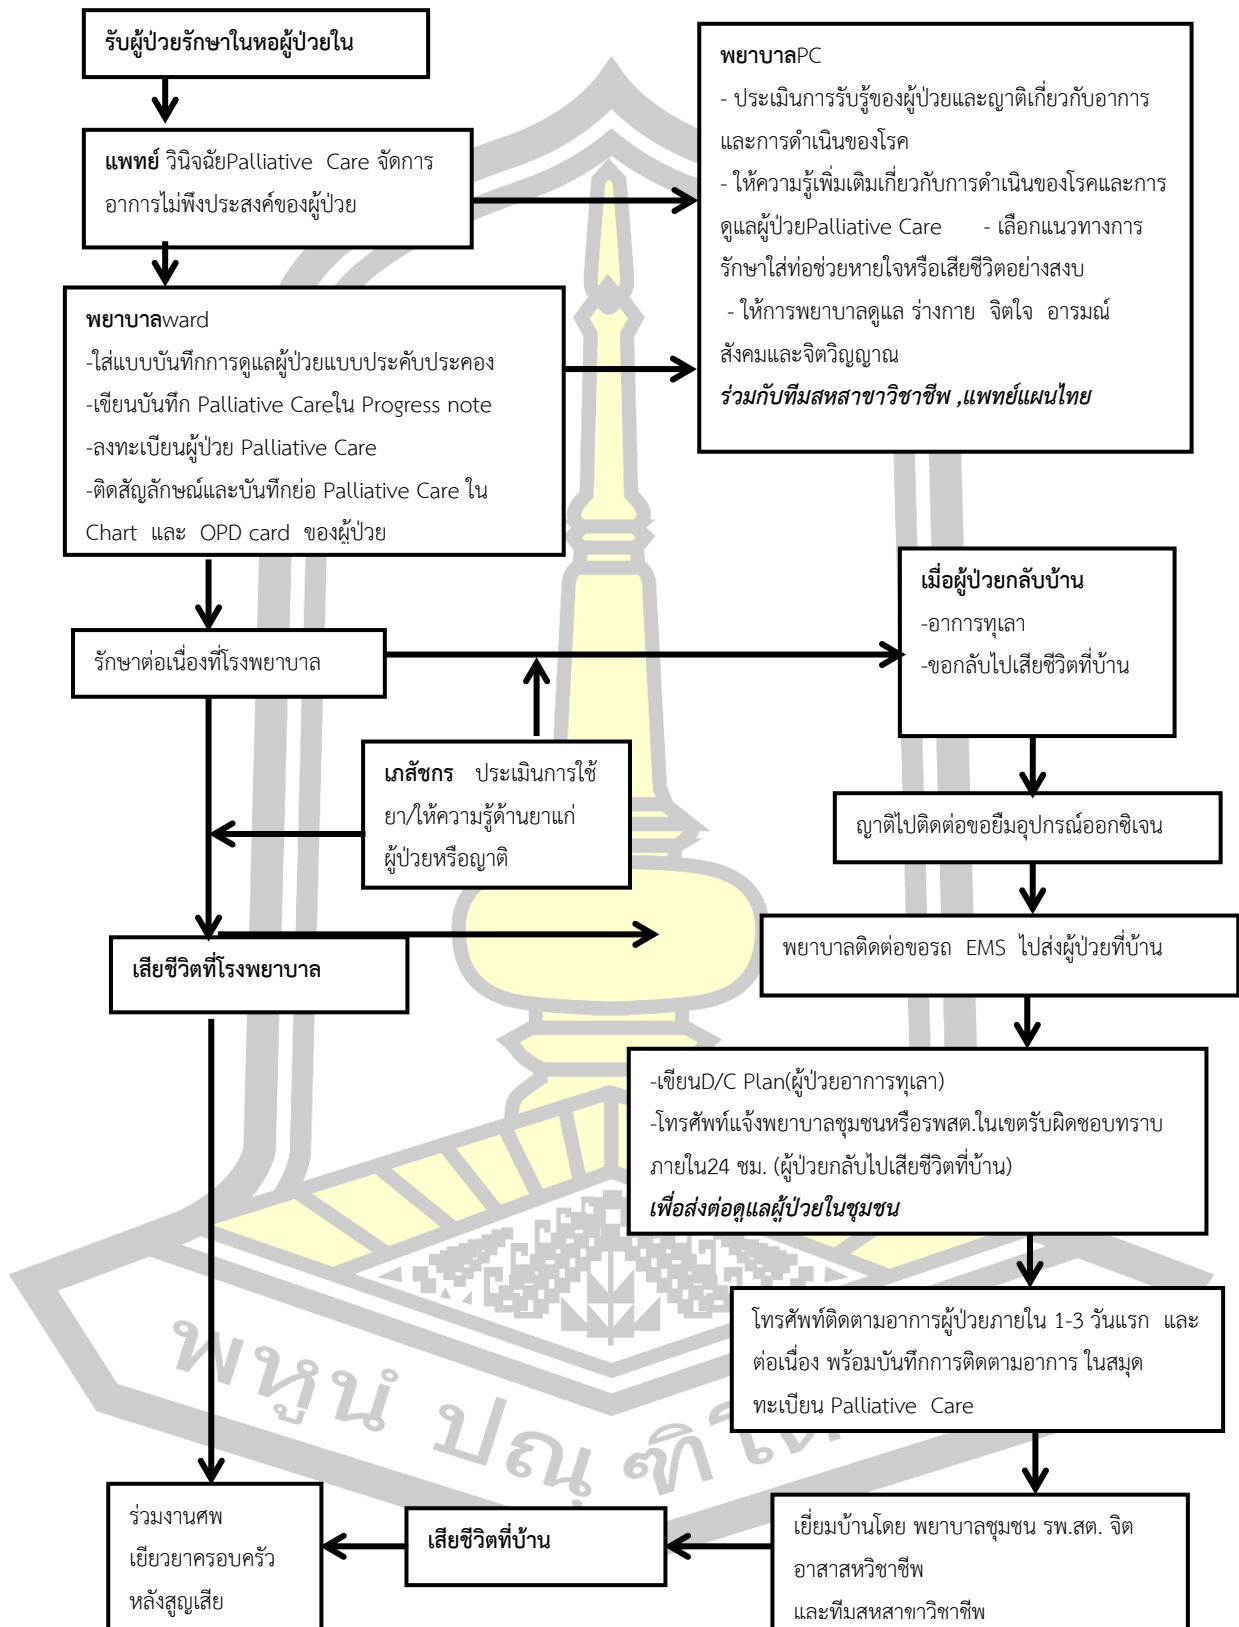 รับผู้ป่วยรักษาในหอผู้ป่วยใน
แพทย์ วินิจฉัยPalliative Care จัดการ
อาการไม่พึงประสงค์ของผู้ป่วย
พยาบาลPC
- ประเมินการรับรู้ของผู้ป่วยและญาติเกี่ยวกับอาการ
และการดำเนินของโรค
- ให้ความรู้เพิ่มเติมเกี่ยวกับการดำเนินของโรคและการ
ดูแลผู้ป่วยPalliative Care - เลือกแนวทางการ
รักษาใส่ท่อช่วยหายใจหรือเสียชีวิตอย่างสงบ
- ให้การพยาบาลดูแล ร่างกาย จิตใจ อารมณ์
สังคมและจิตวิญญาณ
ร่วมกับทีมสหสาขาวิชาชีพ ,แพทย์แผนไทย
พยาบาลward
-ใส่แบบบันทึกการดูแลผู้ป่วยแบบประคับประคอง
-เขียนบันทึก Palliative Careใน Progress note
-ลงทะเบียนผู้ป่วย Palliative Care
-ติดสัญลักษณ์และบันทึกย่อ Palliative Care ใน
Chart และ OPD card ของผู้ป่วย
รักษาต่อเนื่องที่โรงพยาบาล
เมื่อผู้ป่วยกลับบ้าน
-อาการทุเลา
-ขอกลับไปเสียชีวิตที่บ้าน
เภสัชกร ประเมินการใช้
ยา/ให้ความรู้ด้านยาแก่
ผู้ป่วยหรือญาติ
ญาติไปติดต่อขอยืมอุปกรณ์ออกซิเจน
เสียชีวิตที่โรงพยาบาล
พยาบาลติดต่อขอรถ EMS ไปส่งผู้ป่วยที่บ้าน
-เขียนD/C Plan(ผู้ป่วยอาการทุเลา)
-โทรศัพท์แจ้งพยาบาลชุมชนหรือรพสต.ในเขตรับผิดชอบทราบ
ภายใน24 ชม. (ผู้ป่วยกลับไปเสียชีวิตที่บ้าน)
เพื่อส่งต่อดูแลผู้ป่วยในชุมชน
โทรศัพท์ติดตามอาการผู้ป่วยภายใน 1-3 วันแรก และ
ต่อเนื่อง พร้อมบันทึกการติดตามอาการ ในสมุด
ทะเบียน Palliative Care
พหูนํ ปณฺ
ร่วมงานศพ
เยียวยาครอบครัว
หลังสูญเสีย
เสียชีวิตที่บ้าน
เยี่ยมบ้านโดย พยาบาลชุมชน รพ.สต. จิต
อาสาสหวิชาชีพ
และทีมสหสาขาวิชาชีพ